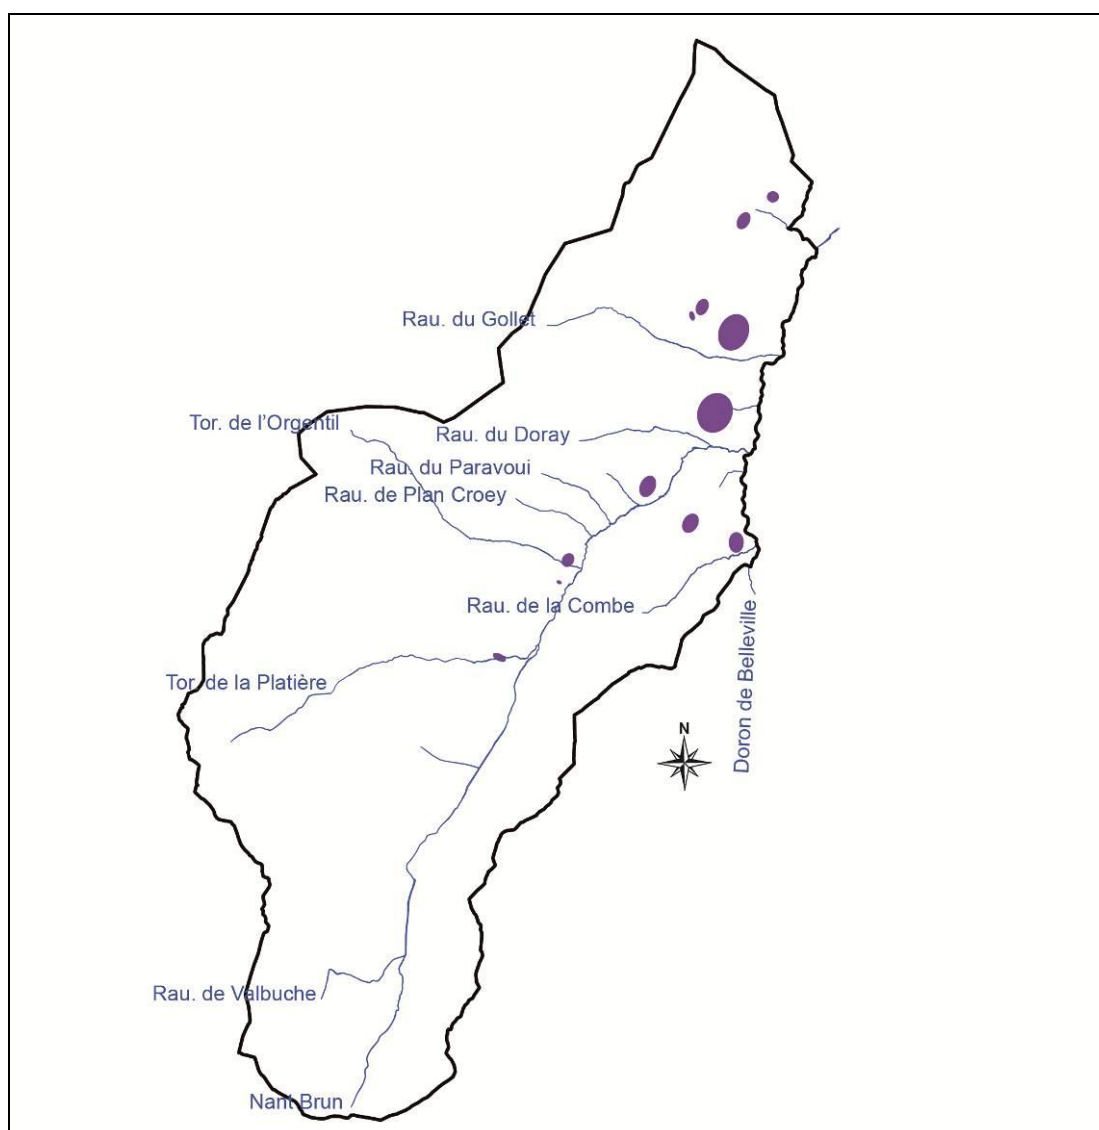 Rau. du Gollet
Tor. de l'Orgentil
Rau. du Doray
Rau. du Paravoui
Rau. de Plan Croey
Rau. de la Combe
Doron de Belleville
Tor. de la Platière
N
Rau. de Valbuche
Nant Brun